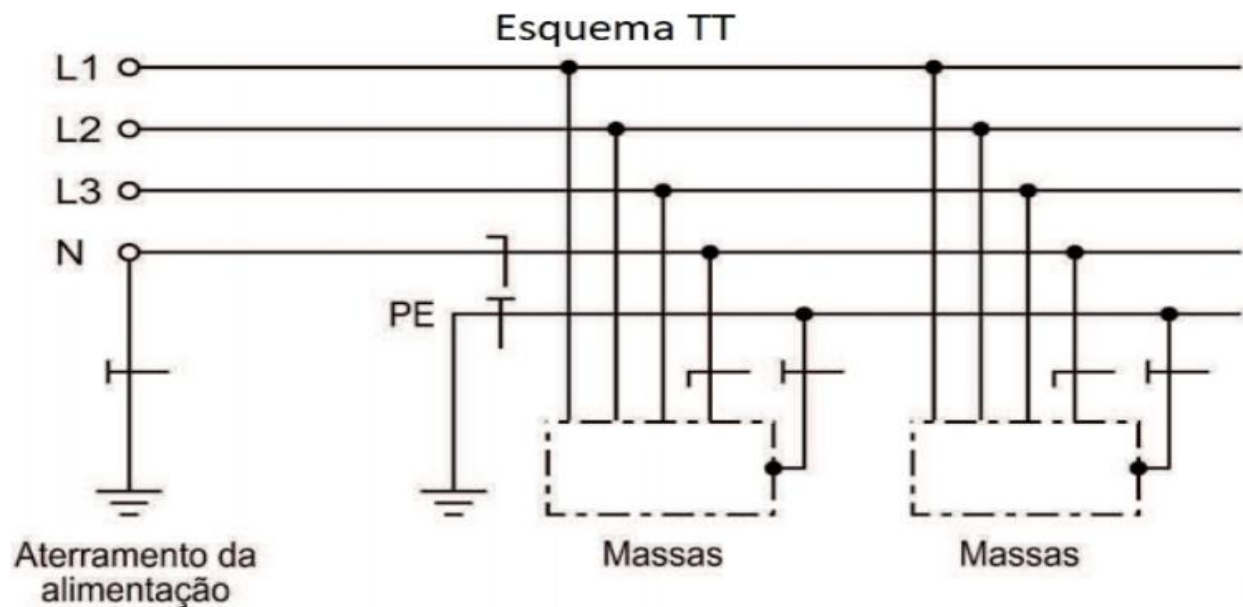 Esquema TT
L1
L2
L3
N
PE
Aterramento da
alimentação
Massas
Massas